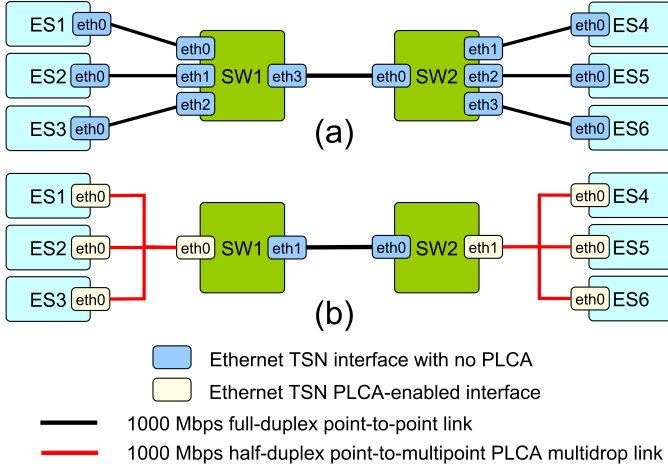 ES1 eth0 eth0 SW1 eth3 eth0 SW2 eth1 eth0 ES4
ES2 eth0 eth1 eth2 eth0 ES5
ES3 eth0 eth2 eth3 eth0 ES6
(a)
ES1 eth0 eth0 ES4
ES2 eth0 eth0 SW1 eth1 eth0 SW2 eth1 eth0 ES5
ES3 eth0 eth0 ES6
(b)
Ethernet TSN interface with no PLCA
Ethernet TSN PLCA-enabled interface
1000 Mbps full-duplex point-to-point link
1000 Mbps half-duplex point-to-multipoint PLCA multidrop link